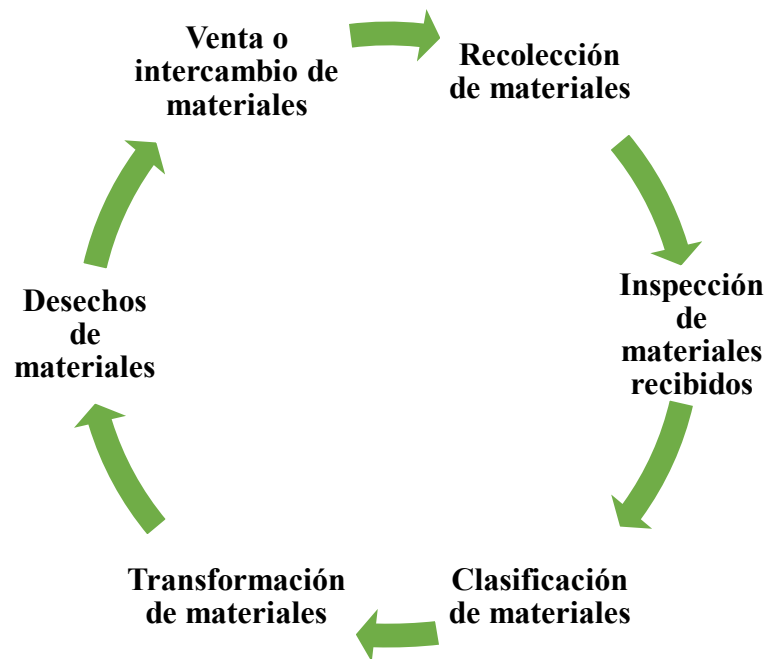 Venta o
intercambio de
materiales
Recolección
de materiales
Inspección
de
materiales
recibidos
Clasificación
de materiales
Transformación
de materiales
Desechos
de
materiales